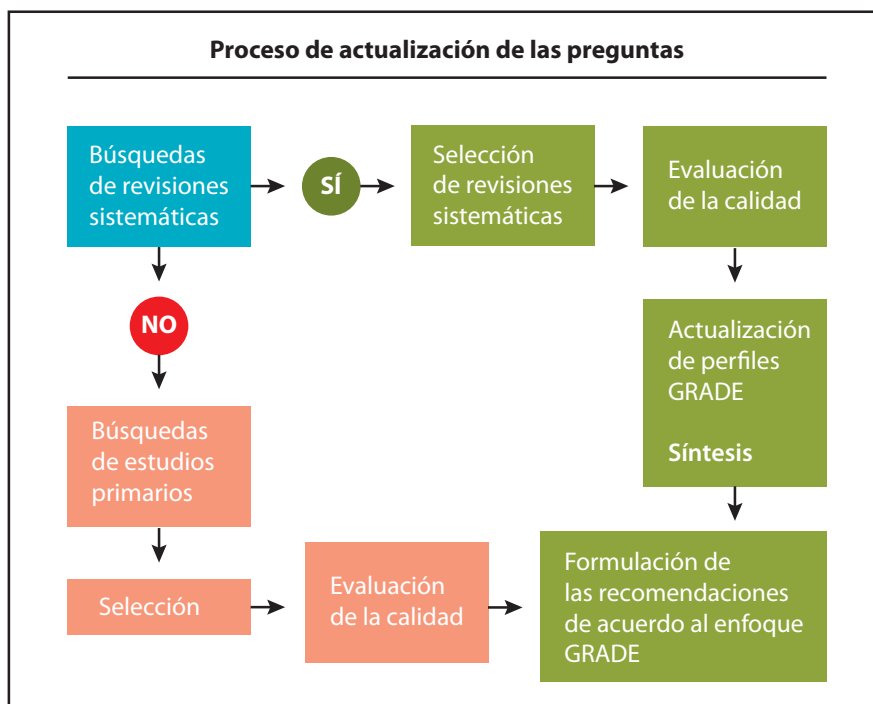 Proceso de actualización de las preguntas
Búsquedas
de revisiones
sistemáticas
SÍ
Selección
de revisiones
sistemáticas
Evaluación
de la calidad
NO
Actualización
de perfiles
GRADE
Síntesis
Búsquedas
de estudios
primarios
Selección
Evaluación
de la calidad
Formulación de
las recomendaciones
de acuerdo al enfoque
GRADE